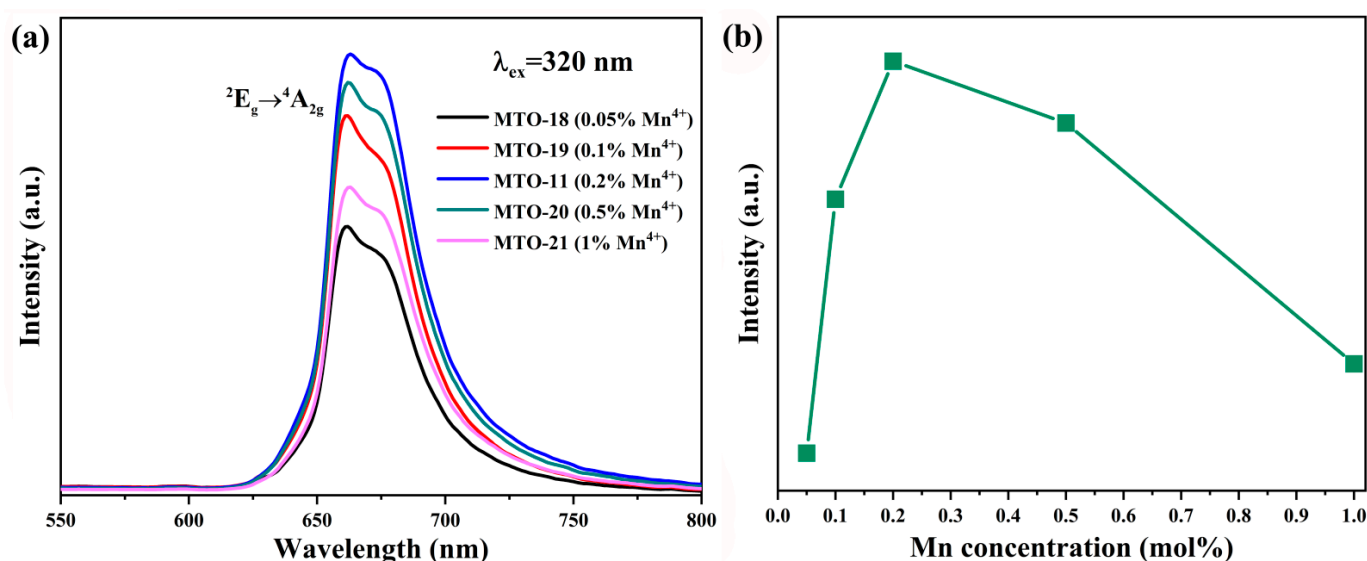 (a)
λex=320 nm
²Eg→⁴A2g
MTO-18 (0.05% Mn⁴⁺)
MTO-19 (0.1% Mn⁴⁺)
MTO-11 (0.2% Mn⁴⁺)
MTO-20 (0.5% Mn⁴⁺)
MTO-21 (1% Mn⁴⁺)
Intensity (a.u.)
550 600 650 700 750 800
Wavelength (nm)
(b)
Intensity (a.u.)
0.0 0.1 0.2 0.3 0.4 0.5 0.6 0.7 0.8 0.9 1.0
Mn concentration (mol%)